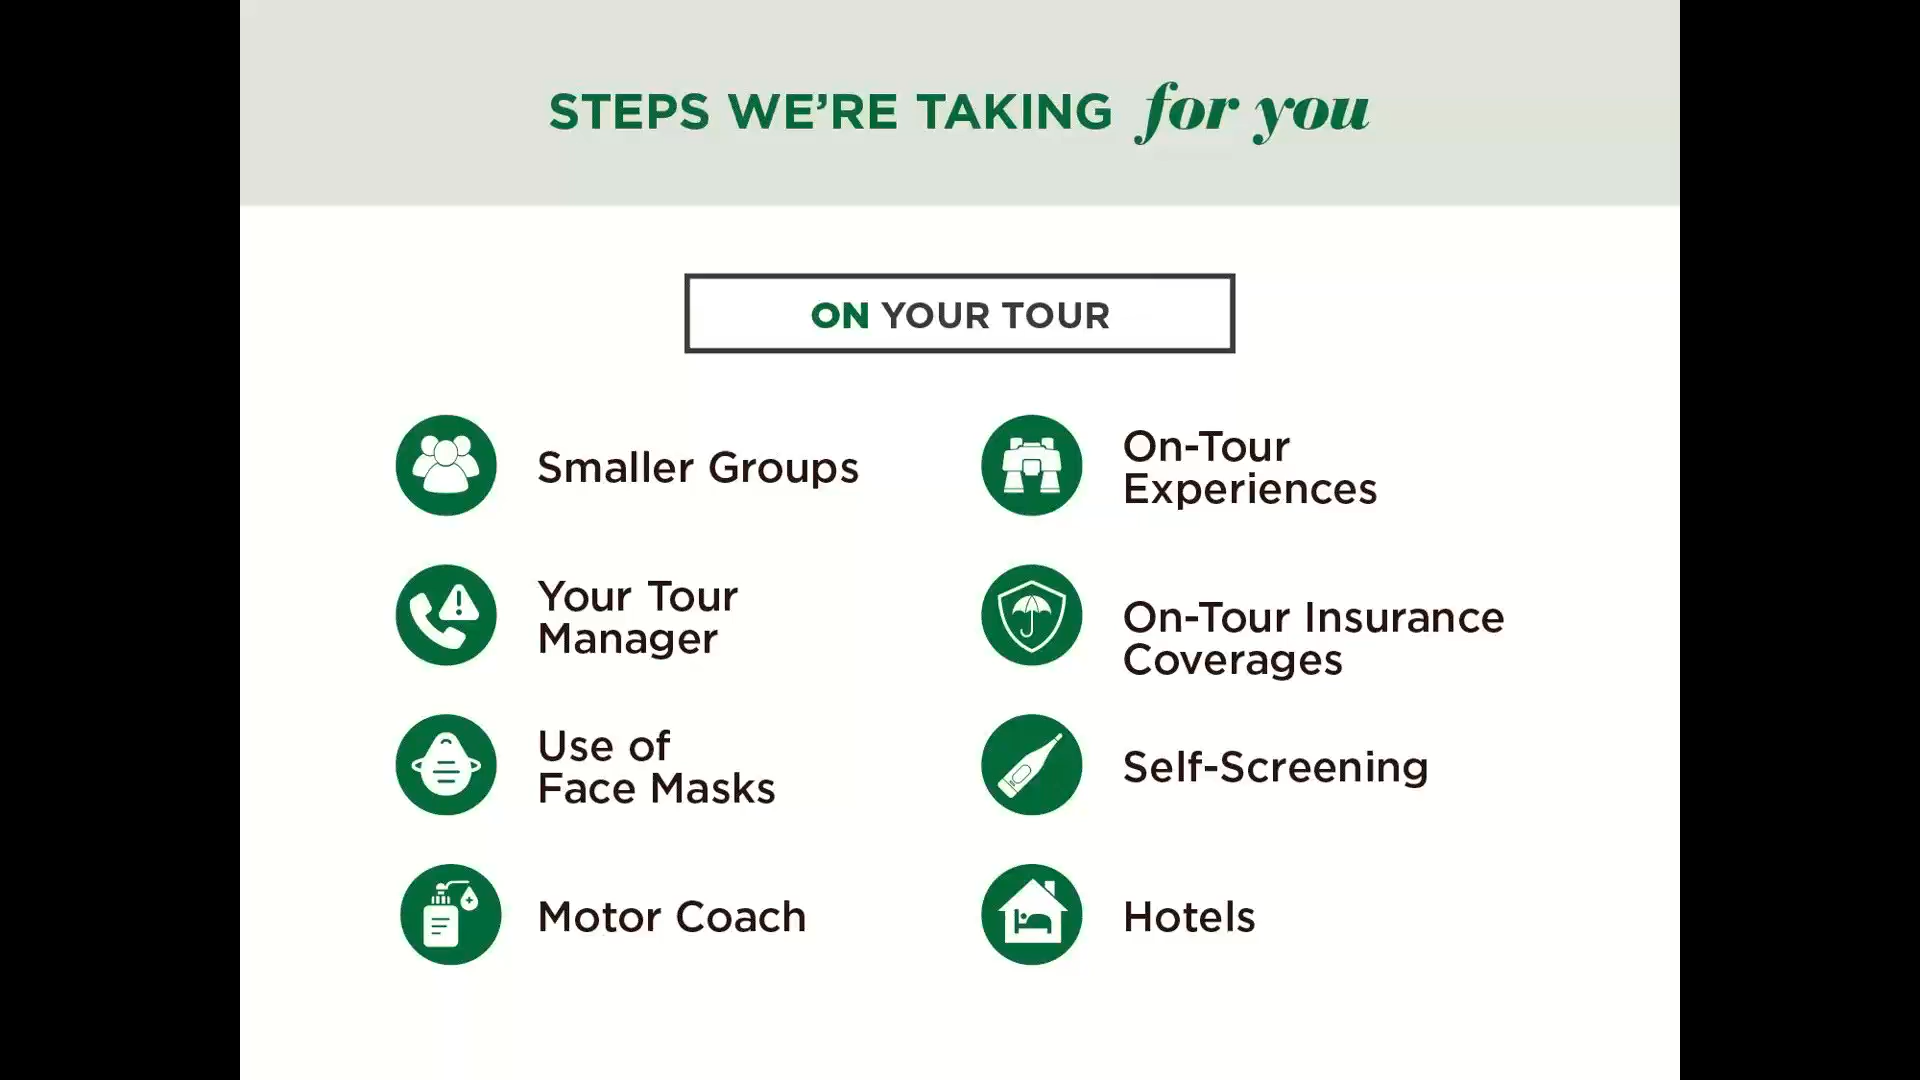 STEPS WE’RE TAKING for you
ON YOUR TOUR
Smaller Groups
Your Tour
Manager
Use of
Face Masks
Motor Coach
On-Tour
Experiences
On-Tour Insurance
Coverages
Self-Screening
Hotels